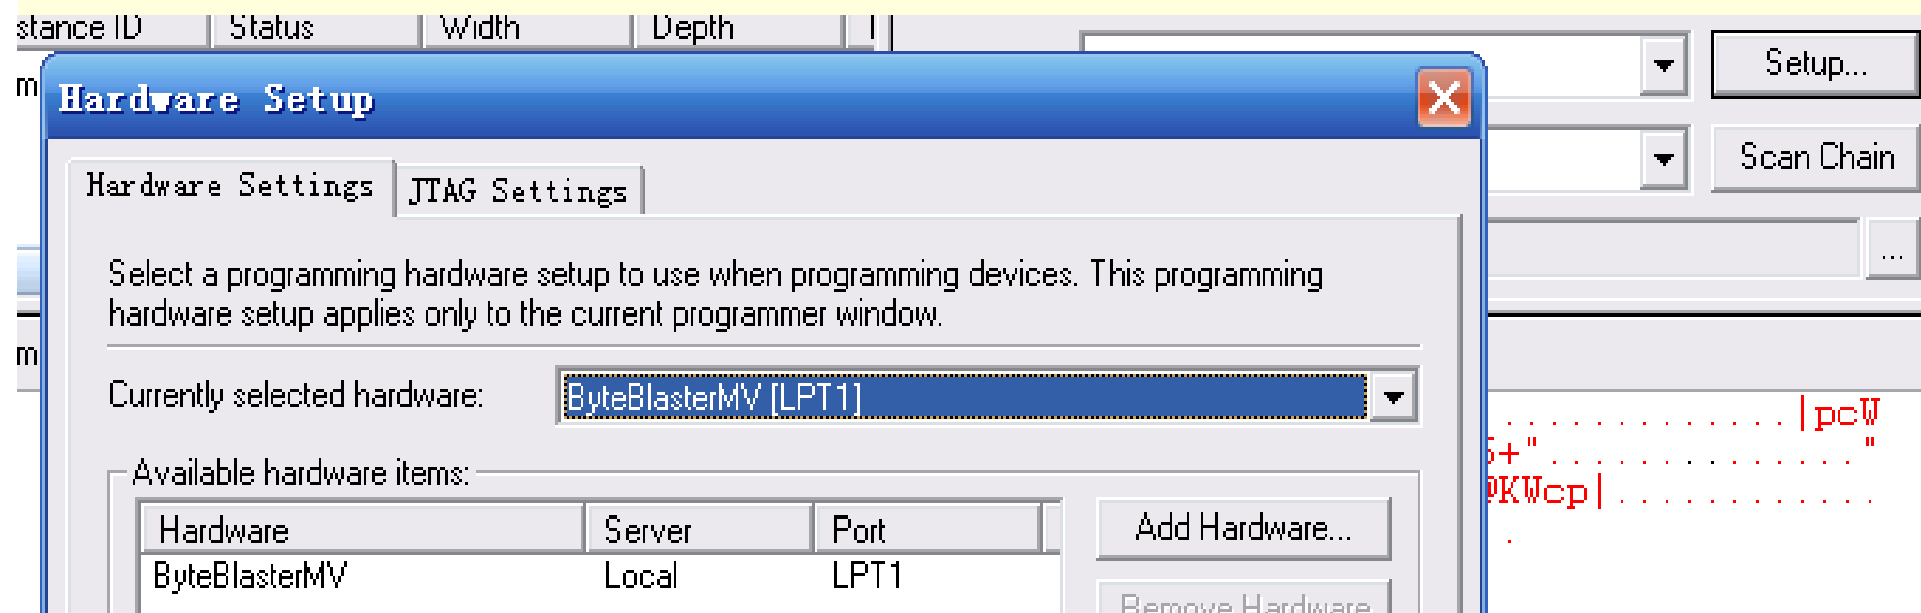 stance ID Status Width Depth
m
Hardware Setup
Setup...
Scan Chain
...
Hardware Settings JTAG Settings
Select a programming hardware setup to use when programming devices. This programming
hardware setup applies only to the current programmer window.
m
Currently selected hardware: ByteBlasterMV [LPT1]
Available hardware items:
Hardware Server Port
ByteBlasterMV Local LPT1
Add Hardware...
Remove Hardware
.............|pcW
+"..............."
KWcp|............
.